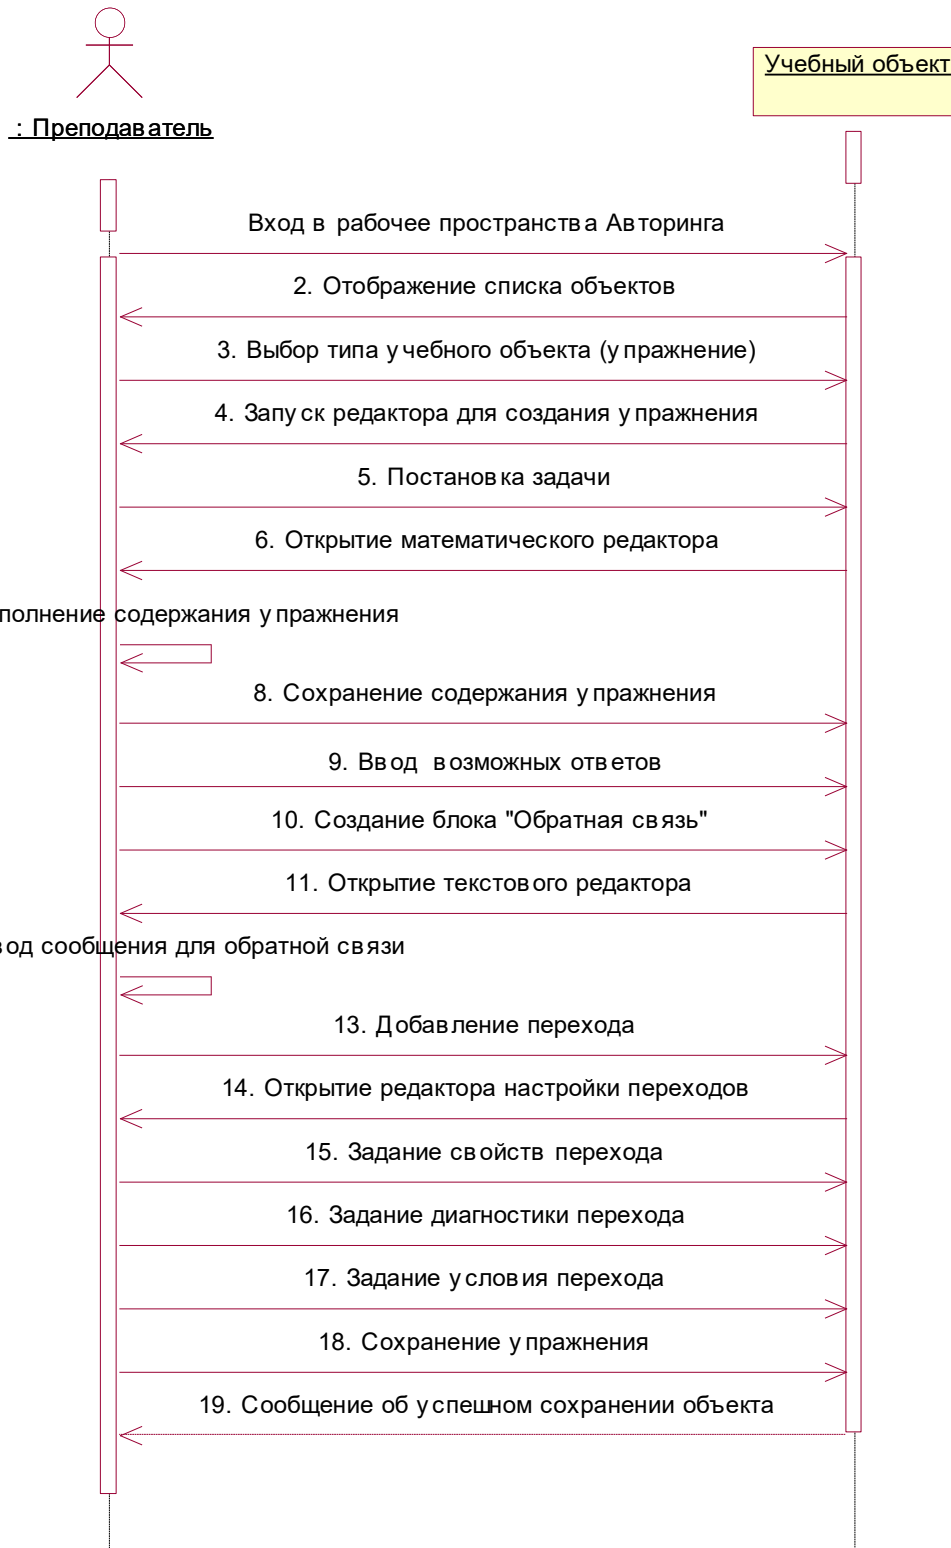 Учебный объект
: Преподаватель
Вход в рабочее пространства Авторинга
2. Отображение списка объектов
3. Выбор типа учебного объекта (упражнение)
4. Запуск редактора для создания упражнения
5. Постановка задачи
6. Открытие математического редактора
полнение содержания упражнения
8. Сохранение содержания упражнения
9. Ввод возможных ответов
10. Создание блока "Обратная связь"
11. Открытие текстового редактора
вод сообщения для обратной связи
13. Добавление перехода
14. Открытие редактора настройки переходов
15. Задание свойств перехода
16. Задание диагностики перехода
17. Задание условия перехода
18. Сохранение упражнения
19. Сообщение об успешном сохранении объекта